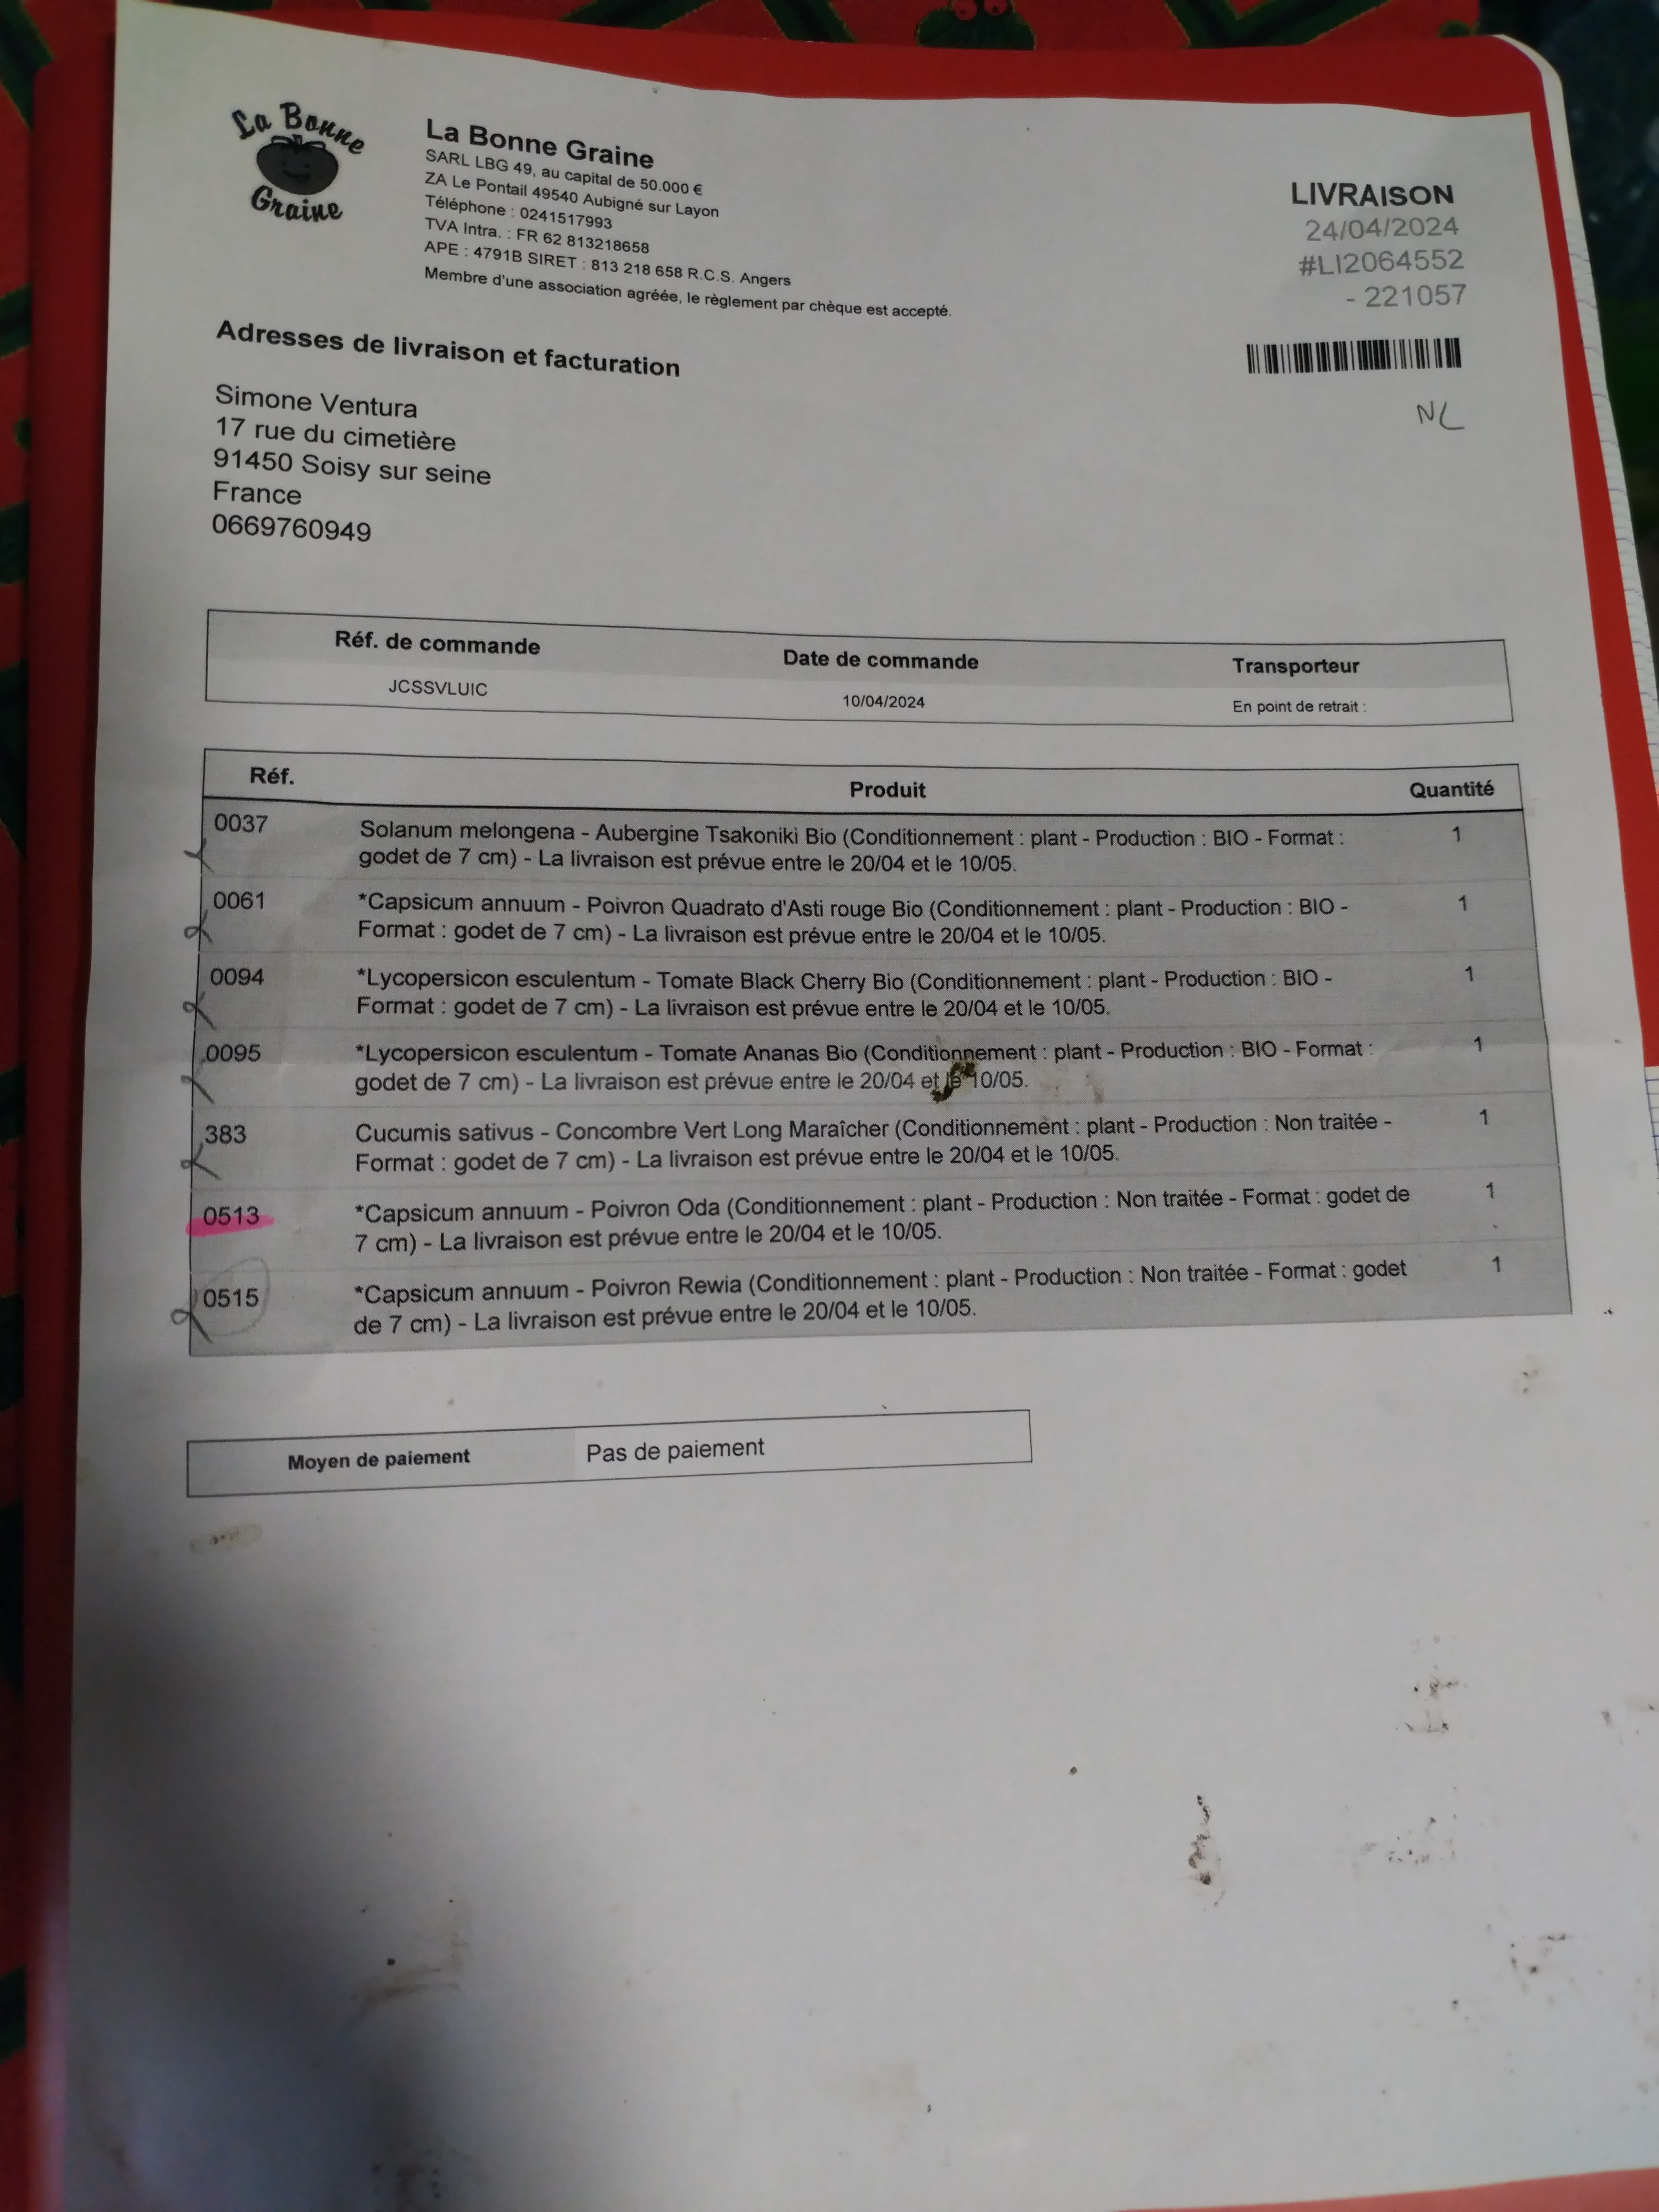 La Bonne
Graine
La Bonne Graine
SARL LBG 49, au capital de 50.000 €
ZA Le Pontail 49540 Aubigné sur Layon
Téléphone : 0241517993
TVA Intra. : FR 62 813218658
APE : 4791B SIRET : 813 218 658 R.C.S. Angers
Membre d'une association agréée, le règlement par chèque est accepté.
LIVRAISON
24/04/2024
#LI2064552
- 221057
NL
Adresses de livraison et facturation
Simone Ventura
17 rue du cimetière
91450 Soisy sur seine
France
0669760949
Réf. de commande Date de commande Transporteur
JCSSVLUIC 10/04/2024 En point de retrait :
Réf. Produit Quantité
0037 Solanum melongena - Aubergine Tsakoniki Bio (Conditionnement : plant - Production : BIO - Format : 1
godet de 7 cm) - La livraison est prévue entre le 20/04 et le 10/05.
0061 *Capsicum annuum - Poivron Quadrato d'Asti rouge Bio (Conditionnement : plant - Production : BIO - 1
Format : godet de 7 cm) - La livraison est prévue entre le 20/04 et le 10/05.
0094 *Lycopersicon esculentum - Tomate Black Cherry Bio (Conditionnement : plant - Production : BIO - 1
Format : godet de 7 cm) - La livraison est prévue entre le 20/04 et le 10/05.
0095 *Lycopersicon esculentum - Tomate Ananas Bio (Conditionnement : plant - Production : BIO - Format : 1
godet de 7 cm) - La livraison est prévue entre le 20/04 et le 10/05.
383 Cucumis sativus - Concombre Vert Long Maraîcher (Conditionnement : plant - Production : Non traitée - 1
Format : godet de 7 cm) - La livraison est prévue entre le 20/04 et le 10/05.
0513 *Capsicum annuum - Poivron Oda (Conditionnement : plant - Production : Non traitée - Format : godet de 1
7 cm) - La livraison est prévue entre le 20/04 et le 10/05.
0515 *Capsicum annuum - Poivron Rewia (Conditionnement : plant - Production : Non traitée - Format : godet 1
de 7 cm) - La livraison est prévue entre le 20/04 et le 10/05.
Moyen de paiement Pas de paiement